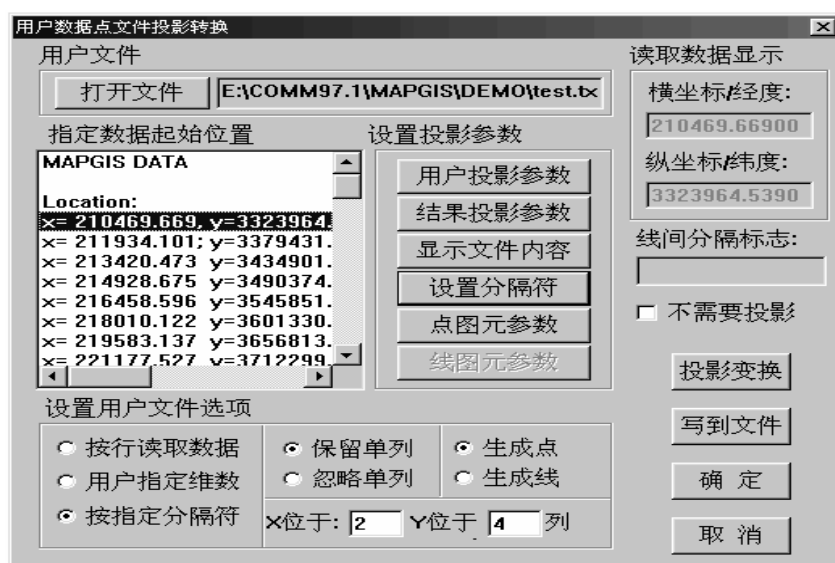 用户数据点文件投影转换
用户文件
打开文件 E:\COMM97.1\MAPGIS\DEMO\test.tx
指定数据起始位置
MAPGIS DATA
Location:
x= 210469.669, y=3323964.
x= 211934.101; y=3379431.
x= 213420.473 y=3434901.
x= 214928.675 y=3490374.
x= 216458.596 y=3545851.
x= 218010.122 y=3601330.
x= 219583.137 y=3656813.
x= 221177.527 y=3712299.
设置投影参数
用户投影参数
结果投影参数
显示文件内容
设置分隔符
点图元参数
线图元参数
读取数据显示
横坐标/经度:
210469.66900
纵坐标/纬度:
3323964.5390
线间分隔标志:
不需要投影
投影变换
写到文件
确 定
取 消
设置用户文件选项
按行读取数据
用户指定维数
按指定分隔符
保留单列
忽略单列
生成点
生成线
X位于: 2 Y位于 4 列